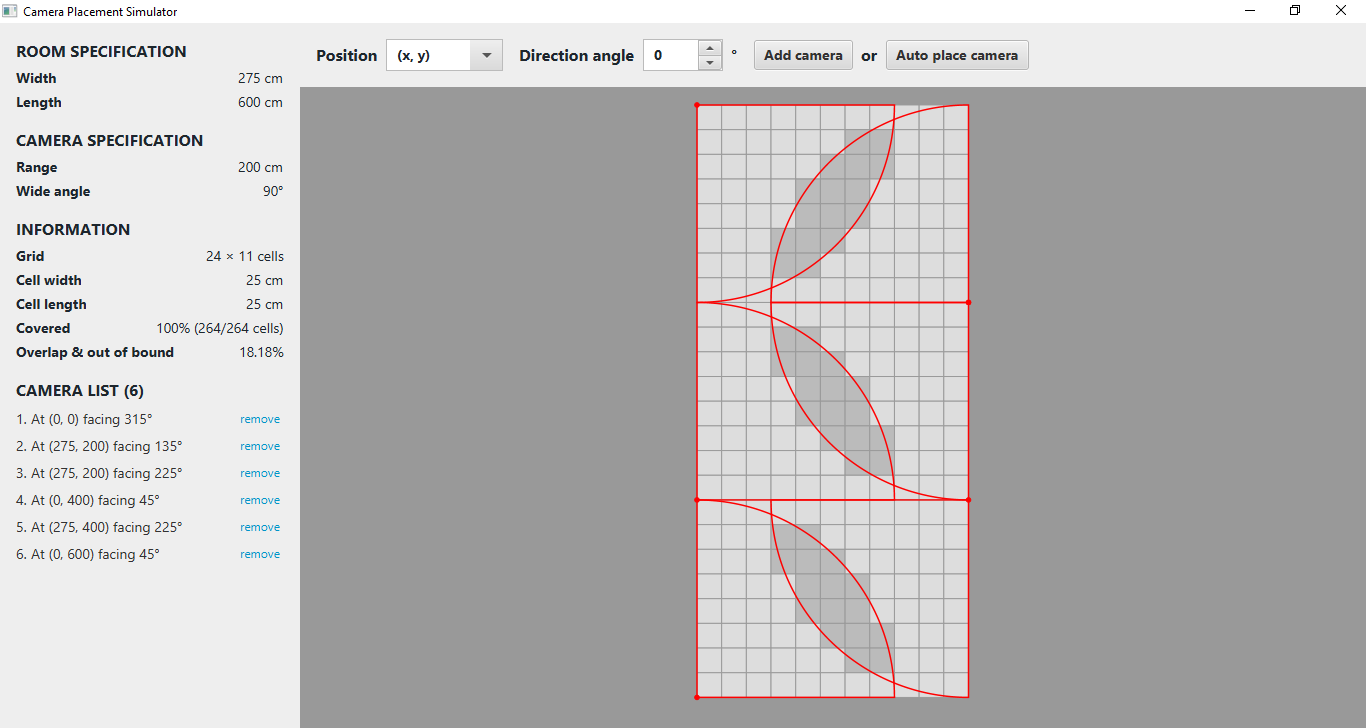 Camera Placement Simulator
ROOM SPECIFICATION
Width 275 cm
Length 600 cm
CAMERA SPECIFICATION
Range 200 cm
Wide angle 90°
INFORMATION
Grid 24 × 11 cells
Cell width 25 cm
Cell length 25 cm
Covered 100% (264/264 cells)
Overlap & out of bound 18.18%
CAMERA LIST (6)
1. At (0, 0) facing 315° remove
2. At (275, 200) facing 135° remove
3. At (275, 200) facing 225° remove
4. At (0, 400) facing 45° remove
5. At (275, 400) facing 225° remove
6. At (0, 600) facing 45° remove
Position (x, y) Direction angle 0 ° Add camera or Auto place camera